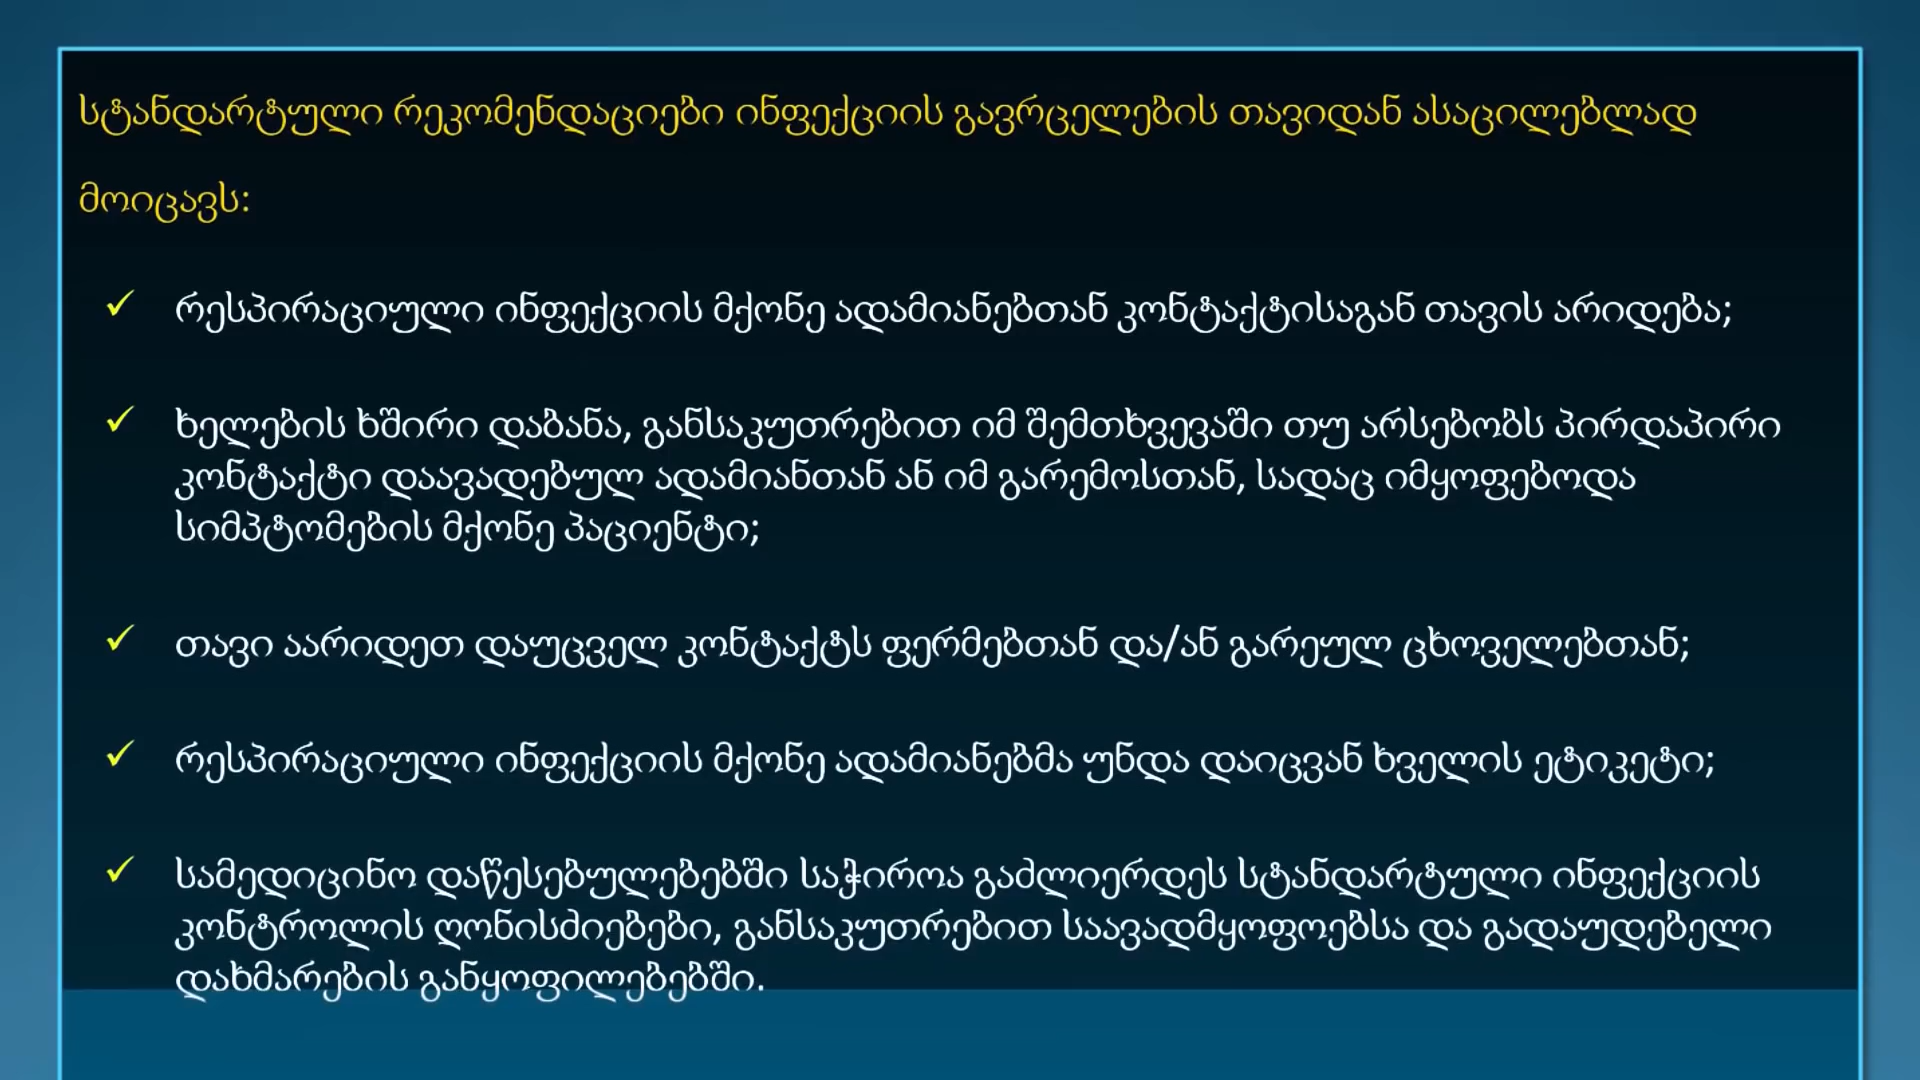 სტანდარტული რეკომენდაციები ინფექციის გავრცელების თავიდან ასაცილებლად
მოიცავს:
✓ რესპირაციული ინფექციის მქონე ადამიანებთან კონტაქტისაგან თავის არიდება;
✓ ხელების ხშირი დაბანა, განსაკუთრებით იმ შემთხვევაში თუ არსებობს პირდაპირი
კონტაქტი დაავადებულ ადამიანთან ან იმ გარემოსთან, სადაც იმყოფებოდა
სიმპტომების მქონე პაციენტი;
✓ თავი აარიდეთ დაუცველ კონტაქტს ფერმებთან და/ან გარეულ ცხოველებთან;
✓ რესპირაციული ინფექციის მქონე ადამიანებმა უნდა დაიცვან ხველის ეტიკეტი;
✓ სამედიცინო დაწესებულებებში საჭიროა გაძლიერდეს სტანდარტული ინფექციის
კონტროლის ღონისძიებები, განსაკუთრებით საავადმყოფოებსა და გადაუდებელი
დახმარების განყოფილებებში.